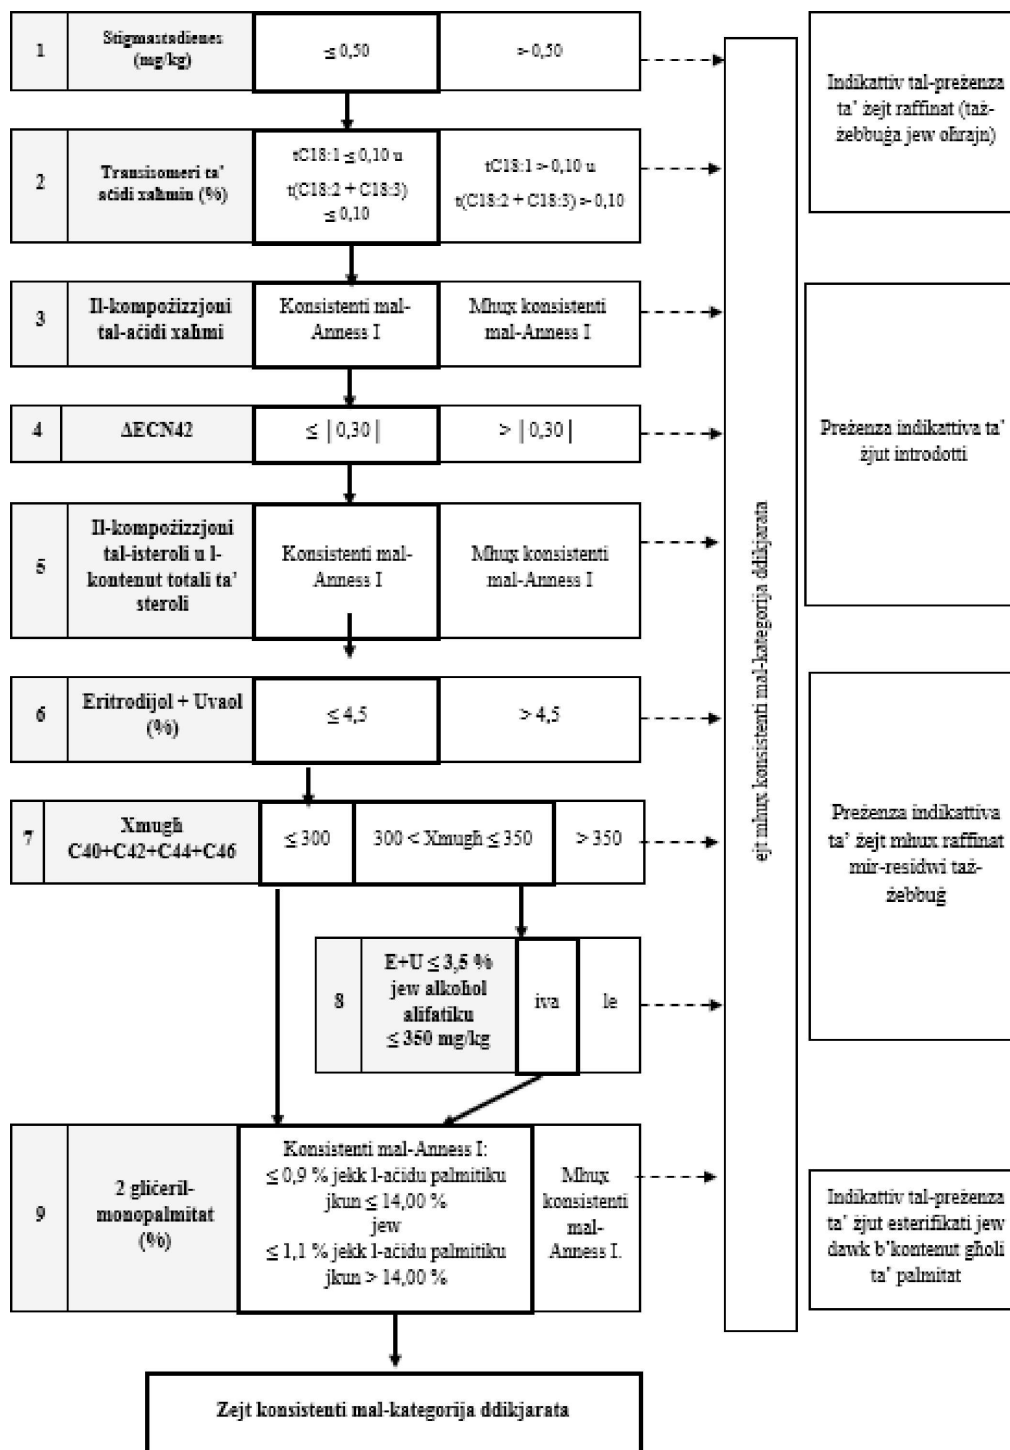 1
Stigmastadienes
(mg/kg)
≤ 0,50
> 0,50
2
Transisomeri ta’
aċidi xaħmin (%)
tC18:1 ≤ 0,10 u
t(C18:2 + C18:3)
≤ 0,10
tC18:1 > 0,10 u
t(C18:2 + C18:3) > 0,10
Indikattiv tal-preżenza
ta’ żejt raffinat (taż-
żebbuġa jew oħrajn)
3
Il-kompożizzjoni
tal-aċidi xaħmi
Konsistenti mal-
Anness I
Mhux konsistenti
mal-Anness I
4
ΔECN42
≤ | 0,30 |
> | 0,30 |
Preżenza indikattiva ta’
żjut introdotti
5
Il-kompożizzjoni
tal-isteroli u l-
kontenut totali ta’
steroli
Konsistenti mal-
Anness I
Mhux konsistenti
mal-Anness I
6
Eritrodijol + Uvaol
(%)
≤ 4,5
> 4,5
ejt mhux konsistenti mal-kategorija ddikjarata
7
Xmugħ
C40+C42+C44+C46
≤ 300
300 < Xmugħ ≤ 350
> 350
Preżenza indikattiva
ta’ żejt mhux raffinat
mir-residwi taż-
żebbuġ
8
E+U ≤ 3,5 %
jew alkoħol
alifatiku
≤ 350 mg/kg
iva
le
9
2 gliċeril-
monopalmitat
(%)
Konsistenti mal-Anness I:
≤ 0,9 % jekk l-aċidu palmitiku
jkun ≤ 14,00 %
jew
≤ 1,1 % jekk l-aċidu palmitiku
jkun > 14,00 %
Mhux
konsistenti
mal-
Anness I.
Indikattiv tal-preżenza
ta’ żjut esterifikati jew
dawk b’kontenut għoli
ta’ palmitat
Zejt konsistenti mal-kategorija ddikjarata